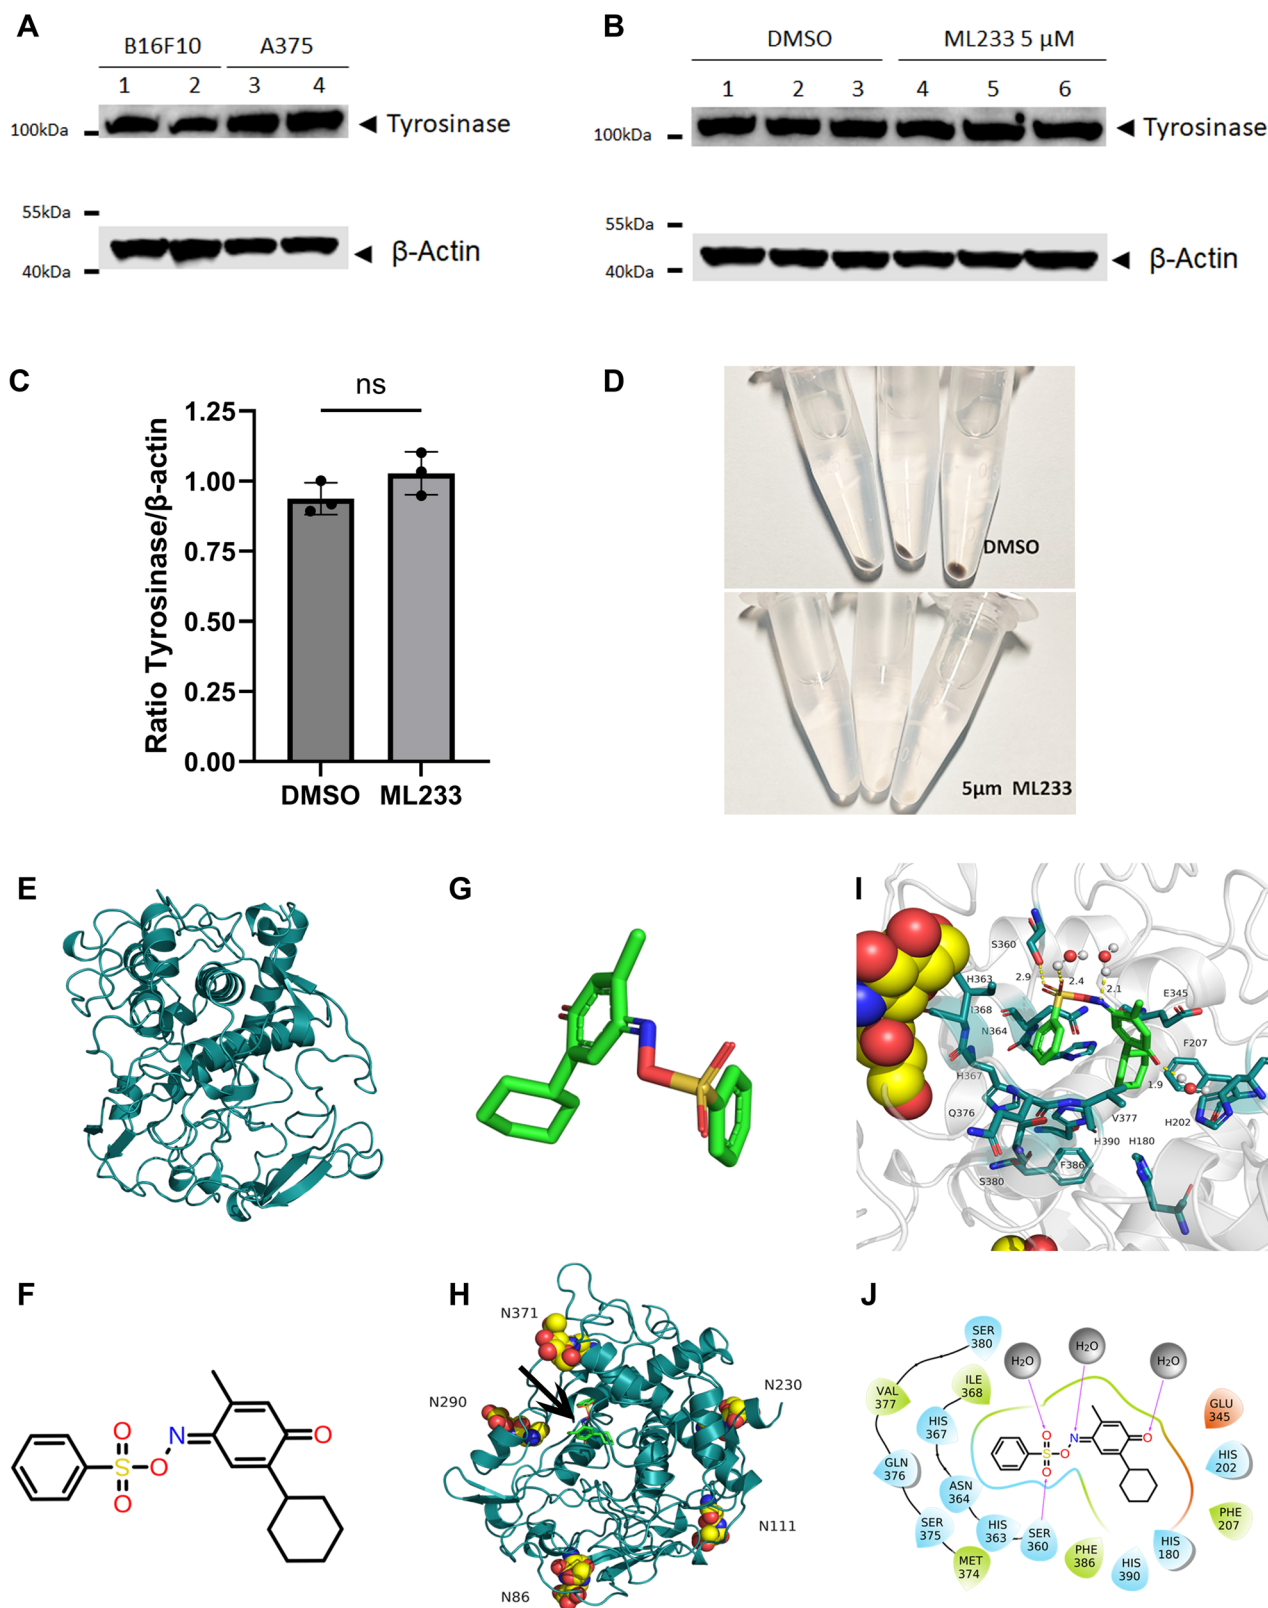 A
B16F10 A375
1 2 3 4
100kDa
Tyrosinase
55kDa
40kDa
β-Actin
B
DMSO ML233 5 μM
1 2 3 4 5 6
100kDa
Tyrosinase
55kDa
40kDa
β-Actin
C
ns
Ratio Tyrosinase/β-actin
1.25
1.00
0.75
0.50
0.25
0.00
DMSO ML233
D
DMSO
5μm ML233
E
G
I
S360
2.9
2.4
2.1
H363
I368
N364
E345
F207
H367
1.9
Q376
V377
H202
H390 H180
F386
S380
F
N
O
S
O
O
O
H
N371
N290
N230
N111
N86
J
SER
380
H2O
H2O
H2O
VAL
377
ILE
368
GLU
345
HIS
367
HIS
202
GLN
376
ASN
364
SER
375
HIS
363
SER
360
PHE
207
MET
374
PHE
386
HIS
390
HIS
180
O
N
O
S
O
O